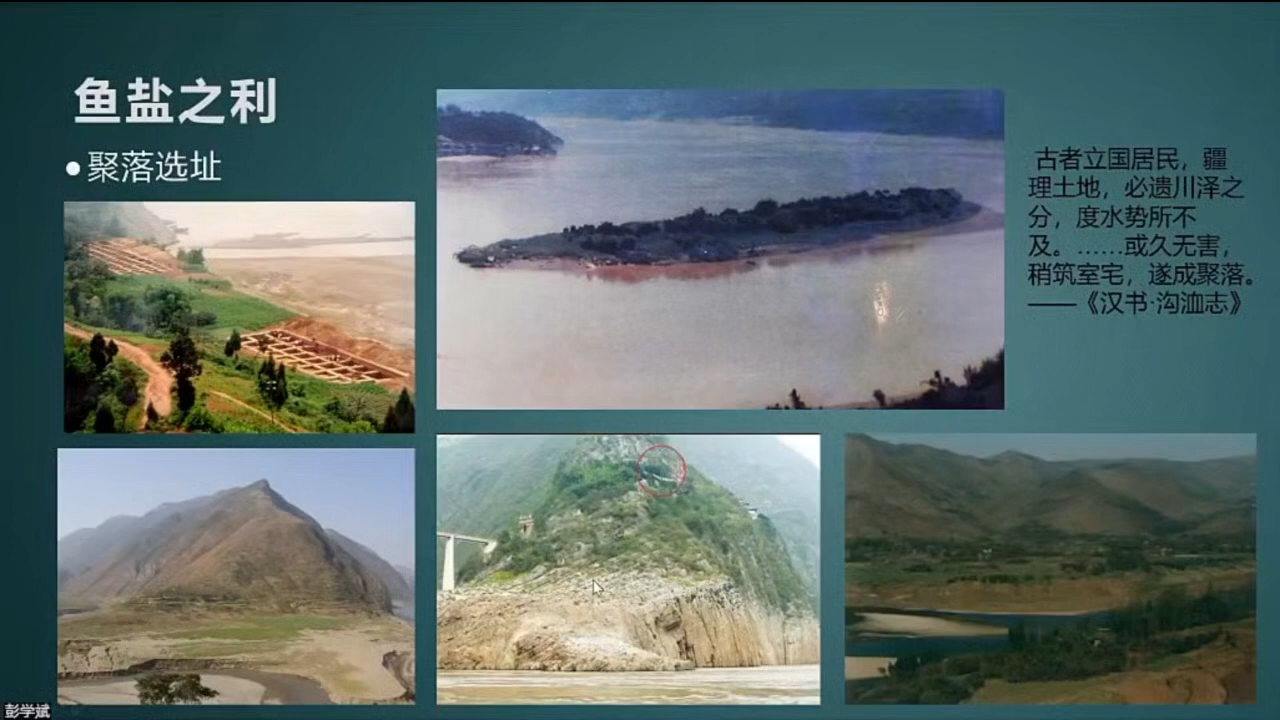 鱼盐之利
•聚落选址
古者立国居民，疆
理土地，必遗川泽之
分，度水势所不
及。……或久无害，
稍筑室宅，遂成聚落。
——《汉书·沟洫志》
彭学斌